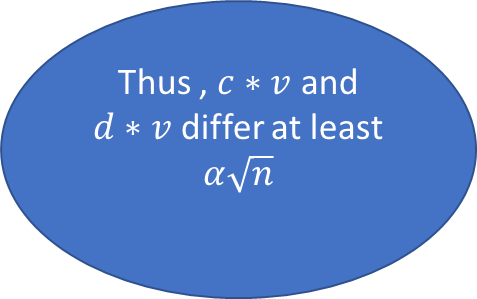 Thus , 𝑐 ∗ 𝑣 and
𝑑 ∗ 𝑣 differ at least
𝛼√𝑛